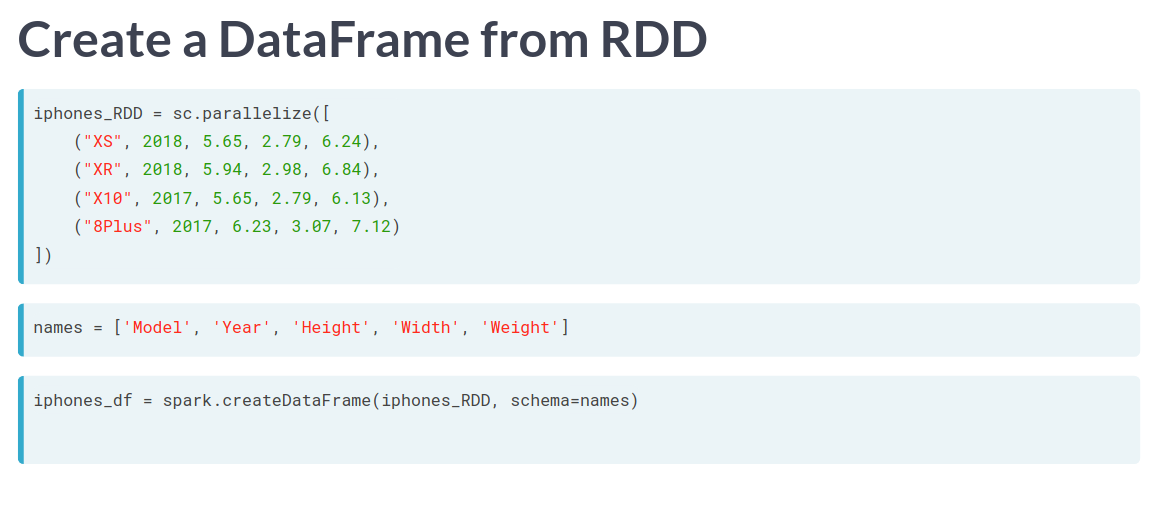 Create a DataFrame from RDD
iphones_RDD = sc.parallelize([
    ("XS", 2018, 5.65, 2.79, 6.24),
    ("XR", 2018, 5.94, 2.98, 6.84),
    ("X10", 2017, 5.65, 2.79, 6.13),
    ("8Plus", 2017, 6.23, 3.07, 7.12)
])
names = ['Model', 'Year', 'Height', 'Width', 'Weight']
iphones_df = spark.createDataFrame(iphones_RDD, schema=names)